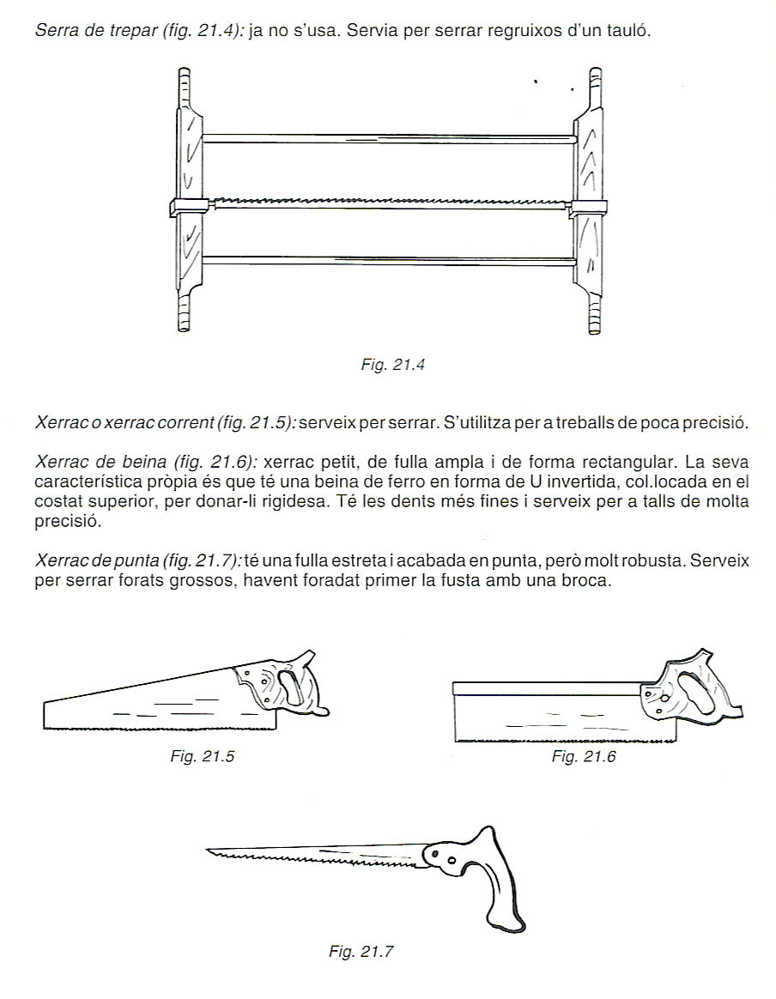 Serra de trepar (fig. 21.4): ja no s'usa. Servia per serrar regruixos d'un tauló.
Fig. 21.4
Xerrac o xerrac corrent (fig. 21.5): serveix per serrar. S'utilitza per a treballs de poca precisió.
Xerrac de beina (fig. 21.6): xerrac petit, de fulla ampla i de forma rectangular. La seva
característica pròpia és que té una beina de ferro en forma de U invertida, col.locada en el
costat superior, per donar-li rigidesa. Té les dents més fines i serveix per a talls de molta
precisió.
Xerrac de punta (fig. 21.7): té una fulla estreta i acabada en punta, però molt robusta. Serveix
per serrar forats grossos, havent foradat primer la fusta amb una broca.
Fig. 21.5
Fig. 21.6
Fig. 21.7